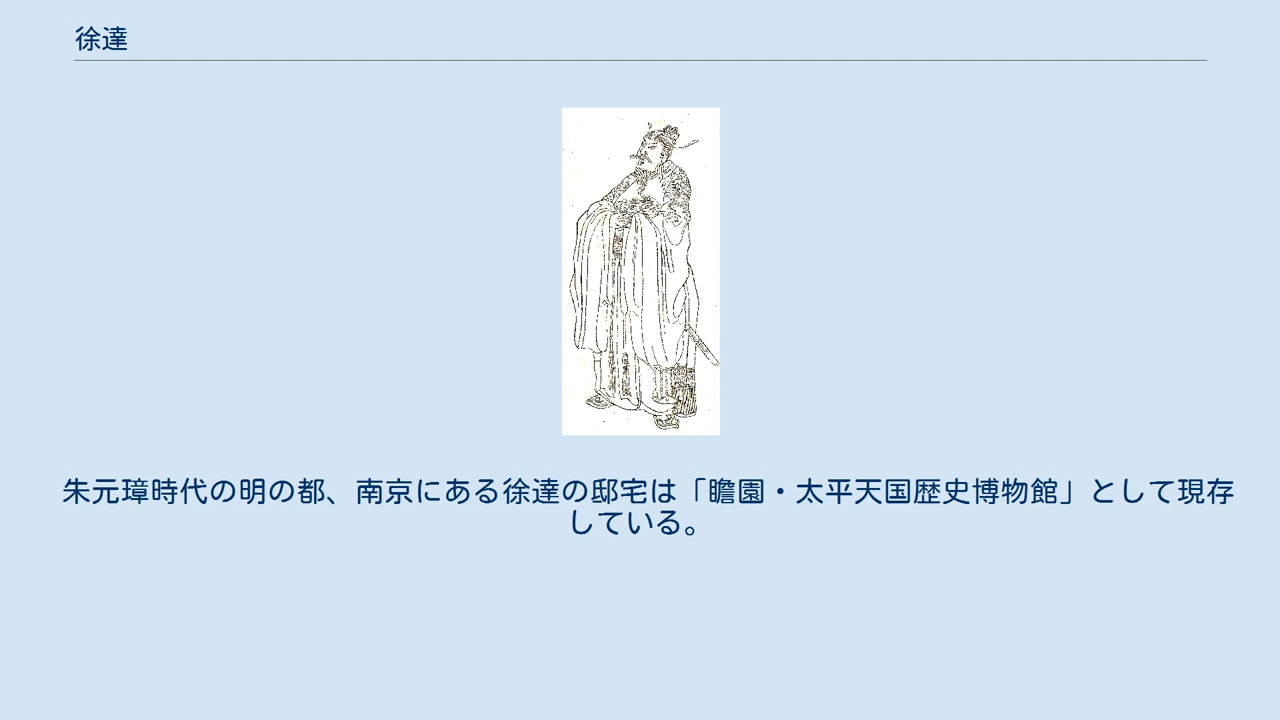 徐達
朱元璋時代の明の都、南京にある徐達の邸宅は「瞻園・太平天国歴史博物館」として現存
している。